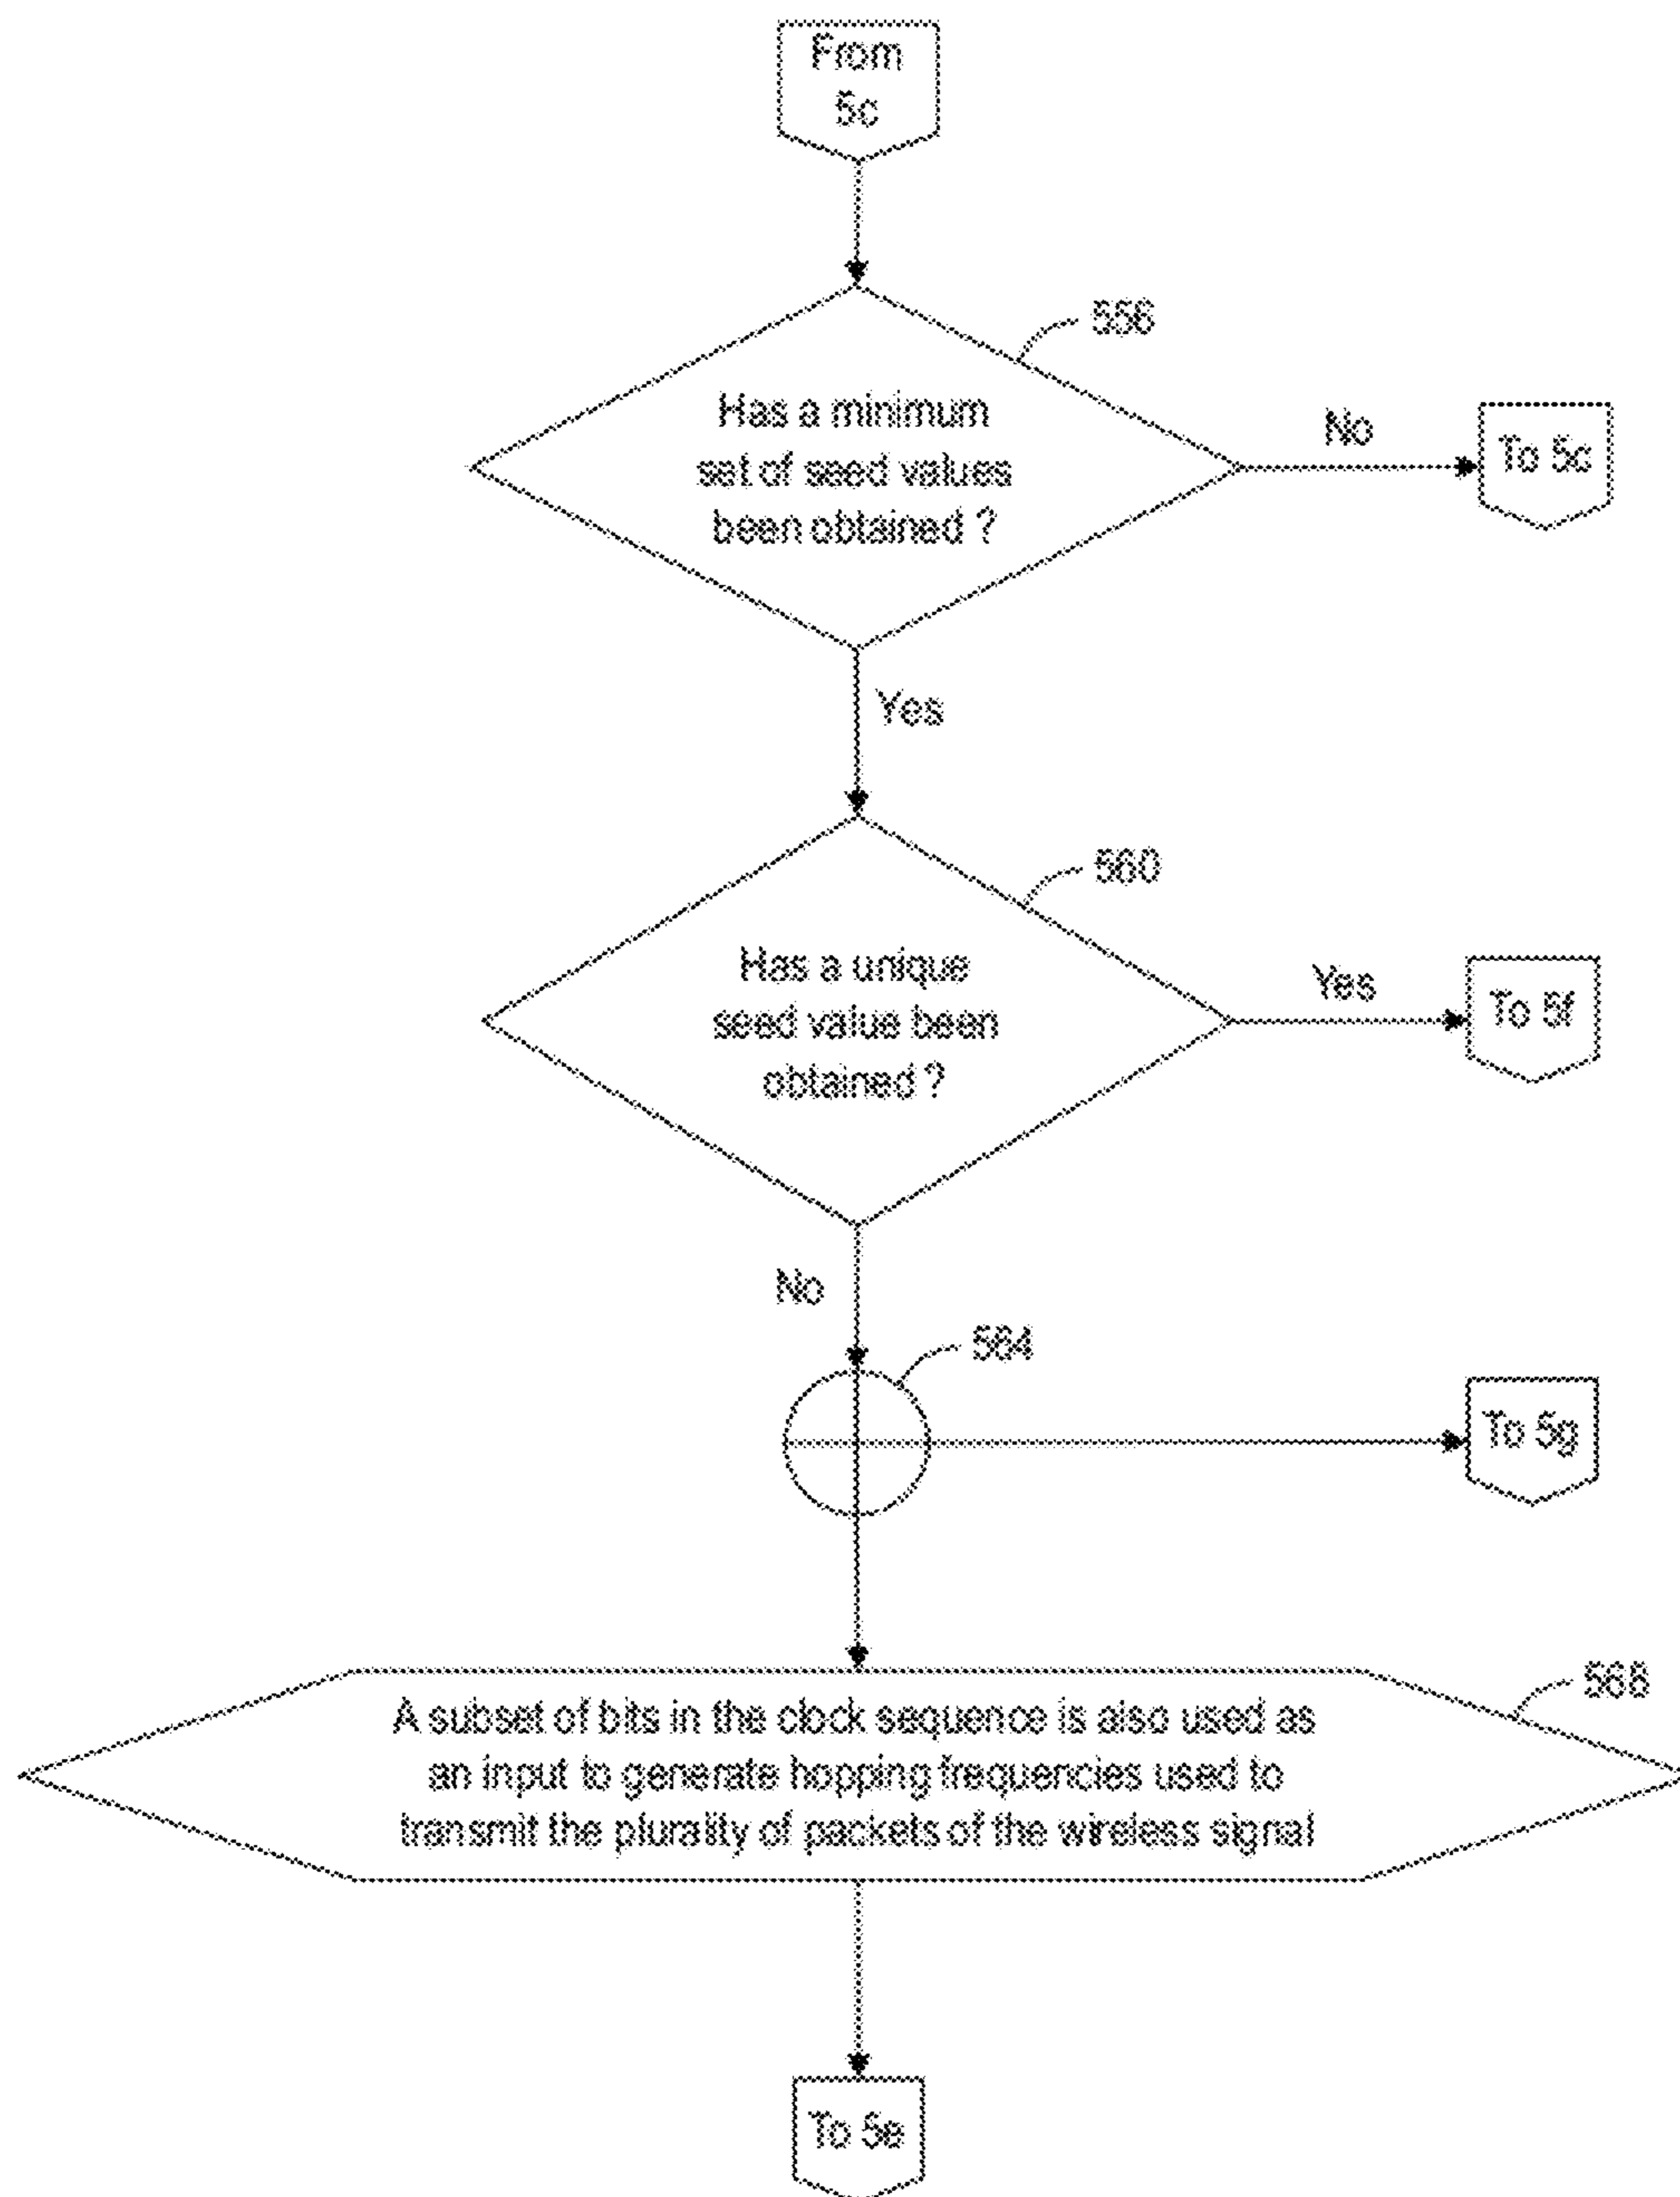 From
5c
556
Has a minimum
set of seed values
been obtained ?
No
To 5c
Yes
560
Has a unique
seed value been
obtained ?
Yes
To 5f
No
564
To 5g
568
A subset of bits in the clock sequence is also used as
an input to generate hopping frequencies used to
transmit the plurality of packets of the wireless signal
To 5e